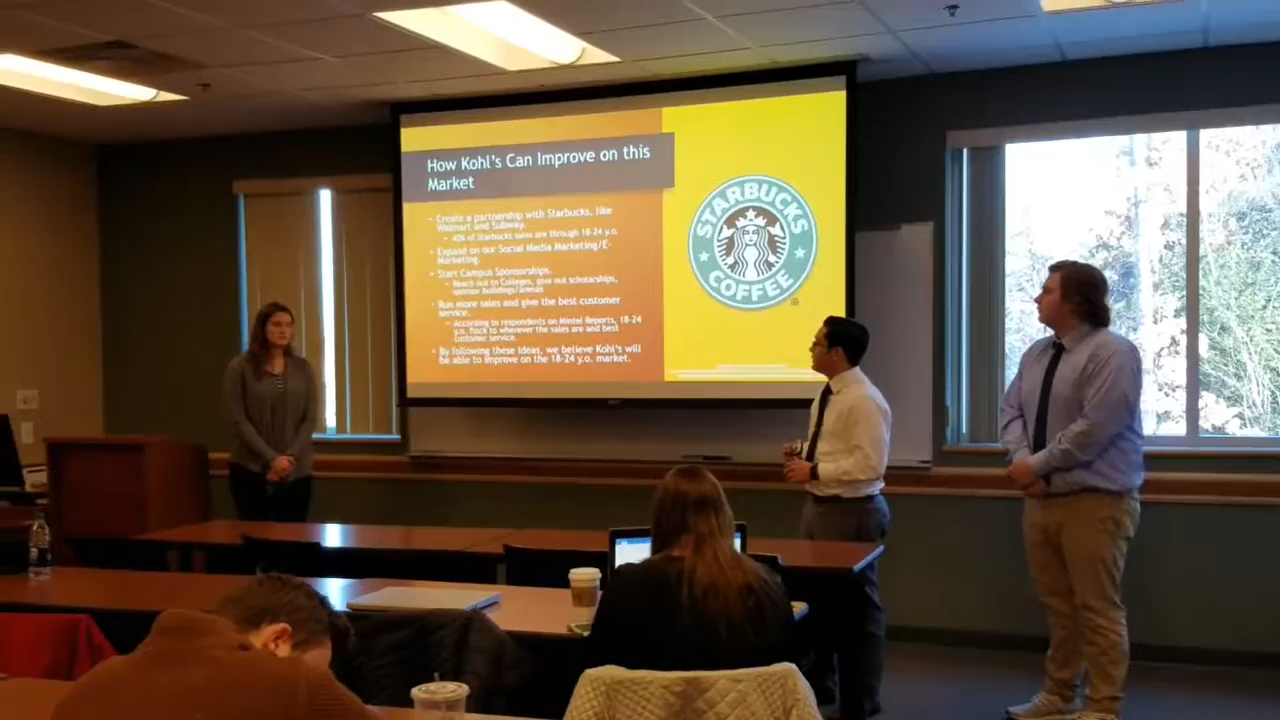 How Kohl's Can Improve on this
Market
• Create a partnership with Starbucks, like
Walmart and Subway.
• 40% of Starbucks sales are through 18-24 y.o.
• Expand on our Social Media Marketing/E-
Marketing.
• Start Campus Sponsorships.
• Reach out to Colleges, give out scholarships,
sponsor buildings/arenas
• Run more sales and give the best customer
service.
• According to respondents on Mintel Reports, 18-24
y.o. flock to wherever the sales are and best
customer service.
• By following these ideas, we believe Kohl's will
be able to improve on the 18-24 y.o. market.
STARBUCKS
COFFEE
®